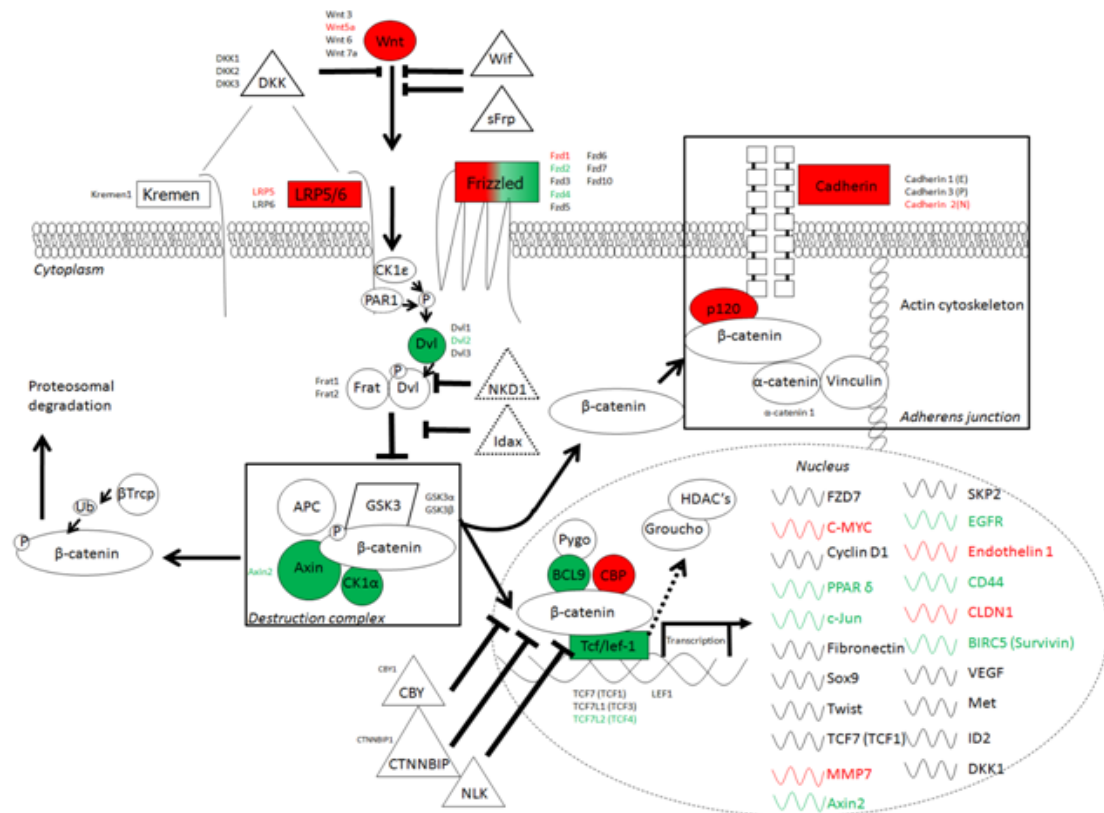 Wnt 3
Wnt5a
Wnt 6
Wnt 7a
Wnt
DKK1
DKK2
DKK3
DKK
Wif
sFrp
Kremen1
Kremen
LRP5
LRP6
LRP5/6
Frizzled
Fzd1
Fzd2
Fzd3
Fzd4
Fzd5
Fzd6
Fzd7
Fzd10
Cadherin
Cadherin 1 (E)
Cadherin 3 (P)
Cadherin 2(N)
Cytoplasm
CK1ε
PAR1
P
Dvl
Dvl1
Dvl2
Dvl3
Frat1
Frat2
Frat
P
Dvl
NKD1
Idax
p120
β-catenin
α-catenin
Vinculin
α-catenin 1
Actin cytoskeleton
Adherens junction
β-catenin
Proteosomal
degradation
βTrcp
Ub
P
β-catenin
APC
GSK3
GSK3α
GSK3β
P
β-catenin
Axin2
Axin
CK1α
Destruction complex
Nucleus
HDAC's
Groucho
Pygo
BCL9
CBP
β-catenin
Tcf/lef-1
Transcription
TCF7 (TCF1)
TCF7L1 (TCF3)
TCF7L2 (TCF4)
LEF1
CBY1
CBY
CTNNBIP1
CTNNBIP
NLK
FZD7
C-MYC
Cyclin D1
PPAR δ
c-Jun
Fibronectin
Sox9
Twist
TCF7 (TCF1)
MMP7
Axin2
SKP2
EGFR
Endothelin 1
CD44
CLDN1
BIRC5 (Survivin)
VEGF
Met
ID2
DKK1